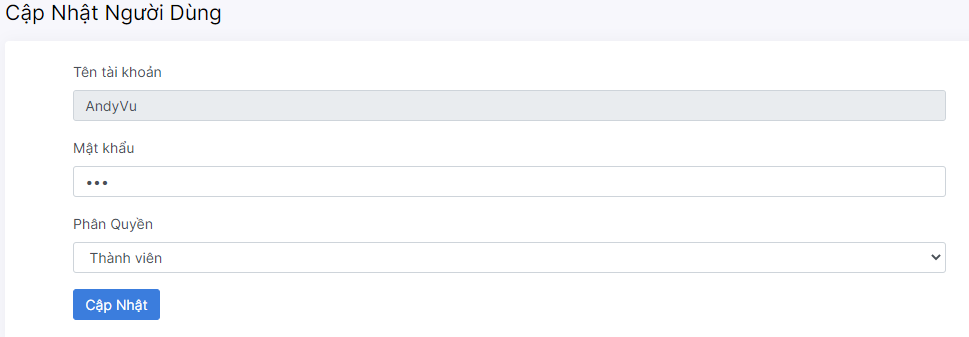 Cập Nhật Người Dùng
Tên tài khoản
AndyVu
Mật khẩu
•••
Phân Quyền
Thành viên
Cập Nhật